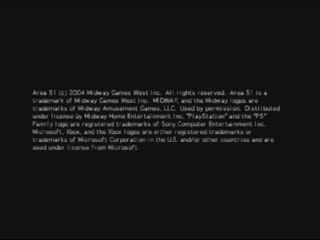 Area 51 (c) 2004 Midway Games West Inc. All rights reserved. Area 51 is a
trademark of Midway Games West Inc. MIDWAY, and the Midway logos are
trademarks of Midway Amusement Games, LLC. Used by permission. Distributed
under license by Midway Home Entertainment Inc. "PlayStation" and the "PS"
Family logo are registered trademarks of Sony Computer Entertainment Inc.
Microsoft, Xbox, and the Xbox logos are either registered trademarks or
trademarks of Microsoft Corporation in the U.S. and/or other countries and are
used under license from Microsoft.